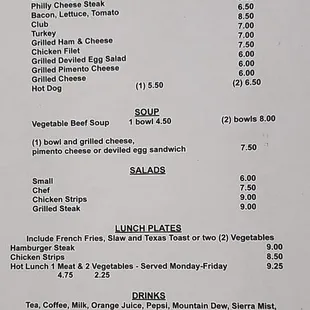 Philly Cheese Steak
Bacon, Lettuce, Tomato 6.50
Club 8.50
Turkey 7.00
Grilled Ham & Cheese 7.00
Chicken Filet 7.50
Grilled Deviled Egg Salad 6.00
Grilled Pimento Cheese 6.00
Grilled Cheese 6.00
Hot Dog (1) 5.50 (2) 6.50
SOUP
Vegetable Beef Soup 1 bowl 4.50 (2) bowls 8.00
(1) bowl and grilled cheese,
pimento cheese or deviled egg sandwich 7.50
SALADS
Small 6.00
Chef 7.50
Chicken Strips 9.00
Grilled Steak 9.00
LUNCH PLATES
Include French Fries, Slaw and Texas Toast or two (2) Vegetables
Hamburger Steak 9.00
Chicken Strips 8.50
Hot Lunch 1 Meat & 2 Vegetables - Served Monday-Friday 9.25
4.75 2.25
DRINKS
Tea, Coffee, Milk, Orange Juice, Pepsi, Mountain Dew, Sierra Mist,